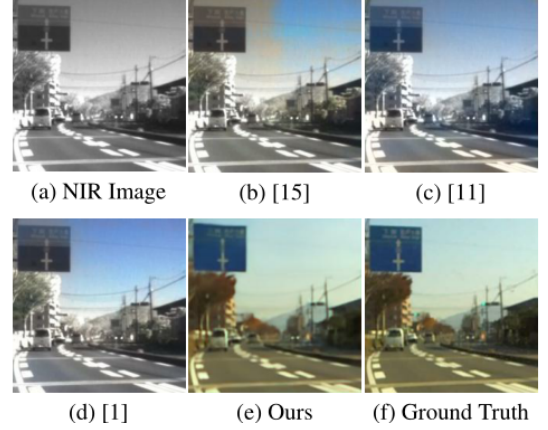 (a) NIR Image
(b) [15]
(c) [11]
(d) [1]
(e) Ours
(f) Ground Truth